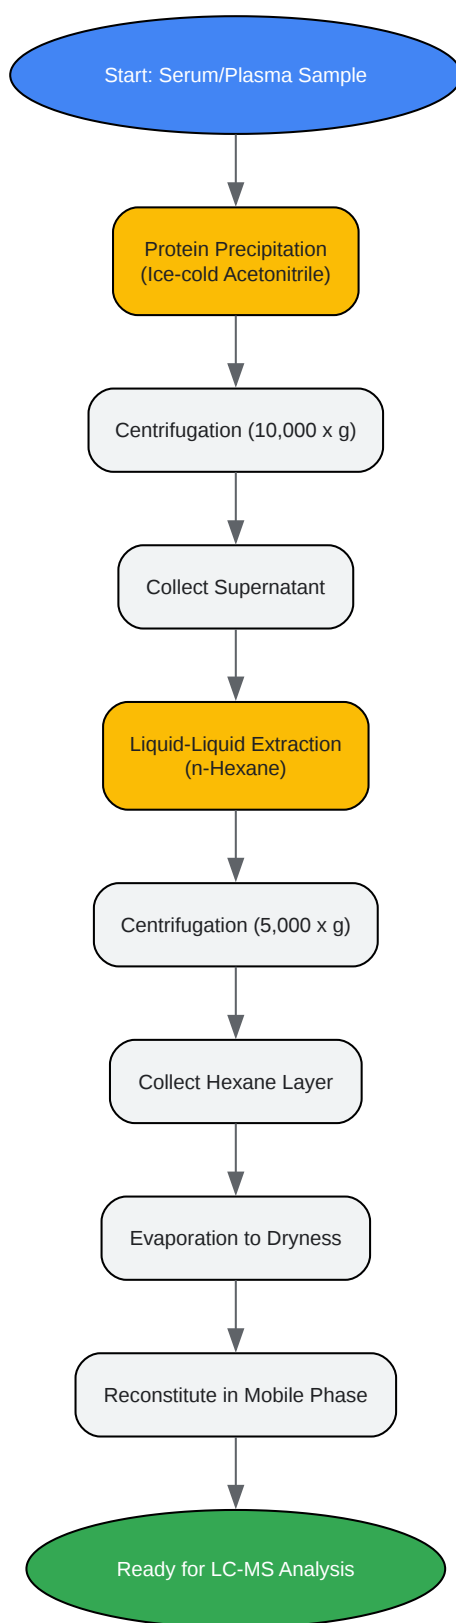 Start: Serum/Plasma Sample
Protein Precipitation
(Ice-cold Acetonitrile)
Centrifugation (10,000 x g)
Collect Supernatant
Liquid-Liquid Extraction
(n-Hexane)
Centrifugation (5,000 x g)
Collect Hexane Layer
Evaporation to Dryness
Reconstitute in Mobile Phase
Ready for LC-MS Analysis